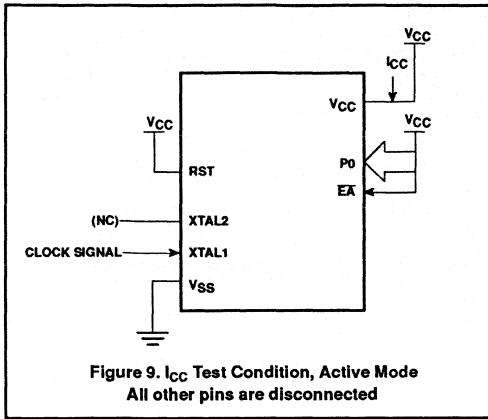 VCC
ICC
VCC
VCC
VCC
RST
P0
EA
(NC)
XTAL2
CLOCK SIGNAL
XTAL1
VSS
Figure 9. ICC Test Condition, Active Mode
All other pins are disconnected